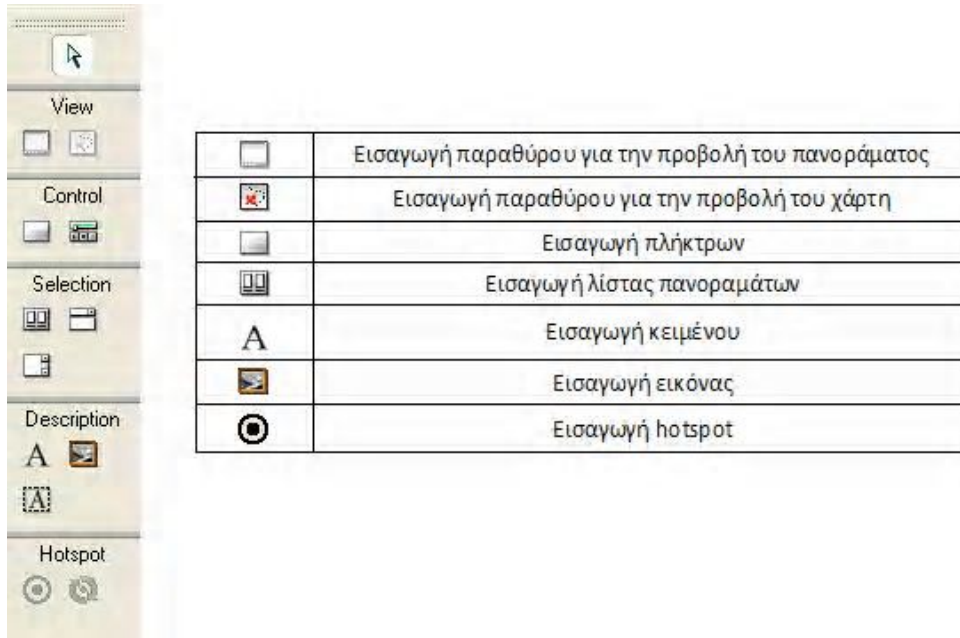 View
Control
Selection
Description
A
A
Hotspot
Εισαγωγή παραθύρου για την προβολή του πανοράματος
Εισαγωγή παραθύρου για την προβολή του χάρτη
Εισαγωγή πλήκτρων
Εισαγωγή λίστας πανοραμάτων
A Εισαγωγή κειμένου
Εισαγωγή εικόνας
Εισαγωγή hotspot